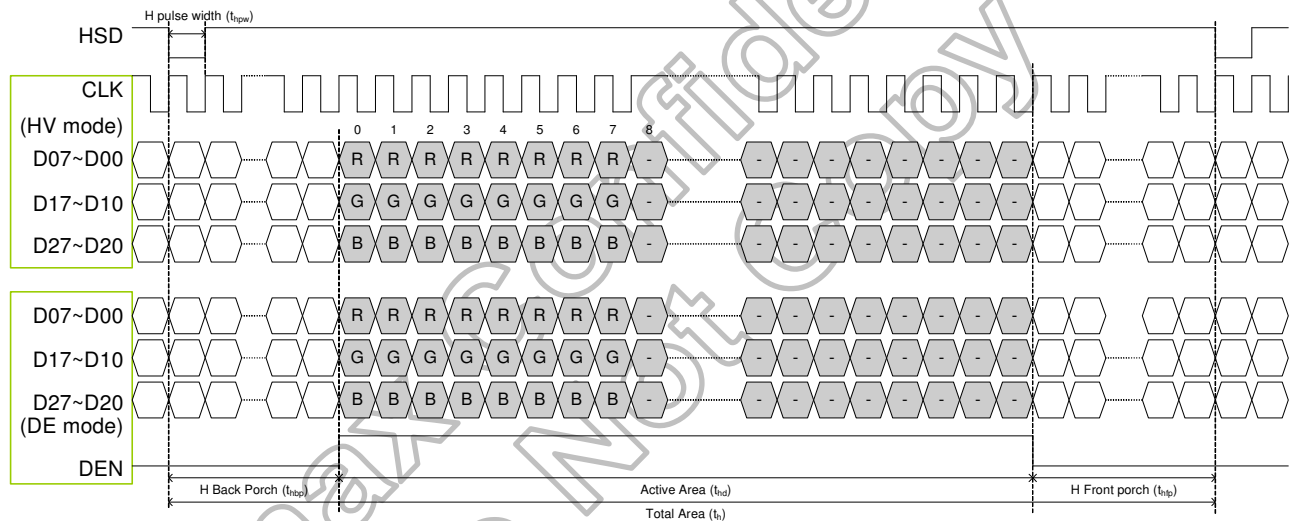 H pulse width (thpw)
HSD
CLK
(HV mode)
0 1 2 3 4 5 6 7 8
D07~D00 R R R R R R R R - - - - - - - - -
D17~D10 G G G G G G G G - - - - - - - - -
D27~D20 B B B B B B B B - - - - - - - - -
D07~D00 R R R R R R R R - - - - - - - - -
D17~D10 G G G G G G G G - - - - - - - - -
D27~D20 B B B B B B B B - - - - - - - - -
(DE mode)
DEN
H Back Porch (thbp) Active Area (thd) H Front porch (thfp)
Total Area (th)
Not Copy